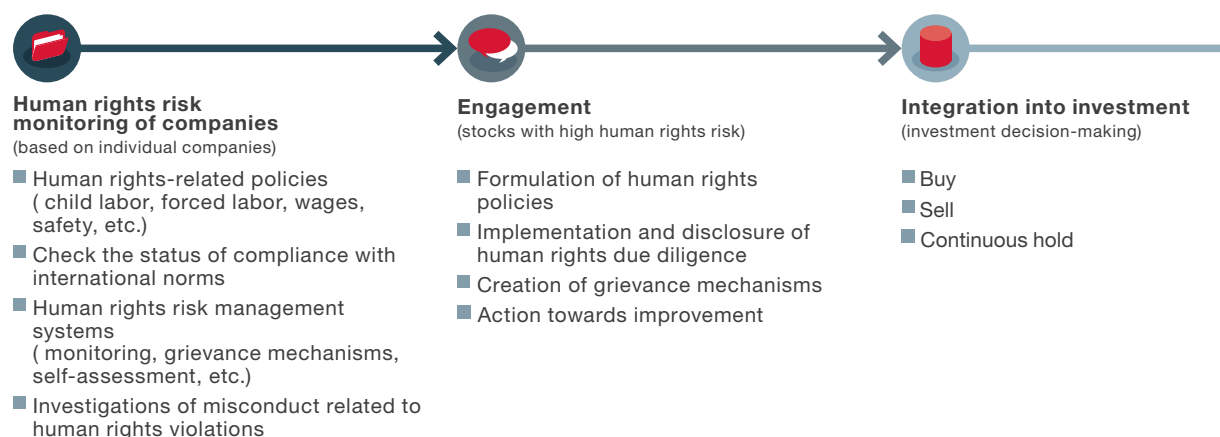 Human rights risk
monitoring of companies
(based on individual companies)
Human rights-related policies
( child labor, forced labor, wages,
safety, etc.)
Check the status of compliance with
international norms
Human rights risk management
systems
( monitoring, grievance mechanisms,
self-assessment, etc.)
Investigations of misconduct related to
human rights violations
Engagement
(stocks with high human rights risk)
Formulation of human rights
policies
Implementation and disclosure of
human rights due diligence
Creation of grievance mechanisms
Action towards improvement
Integration into investment
(investment decision-making)
Buy
Sell
Continuous hold